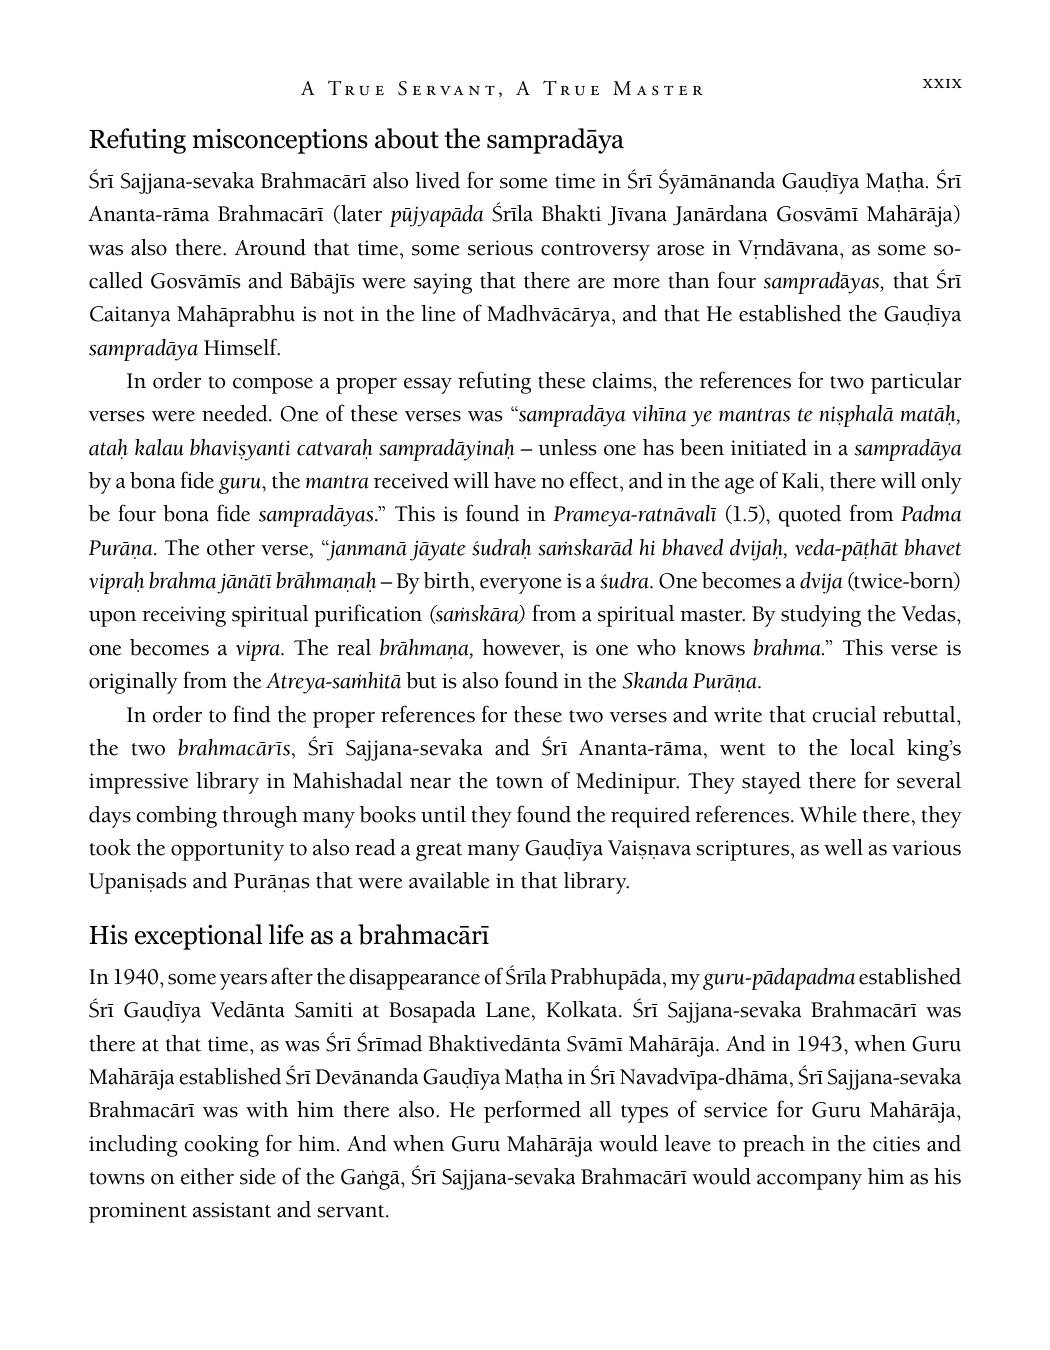 A True Servant, A True Master
xxix
Refuting misconceptions about the sampradāya
Śrī Sajjana-sevaka Brahmacārī also lived for some time in Śrī Śyāmānanda Gauḍīya Maṭha. Śrī
Ananta-rāma Brahmacārī (later pūjyapāda Śrīla Bhakti Jīvana Janārdana Gosvāmī Mahārāja)
was also there. Around that time, some serious controversy arose in Vṛndāvana, as some so-
called Gosvāmīs and Bābājīs were saying that there are more than four sampradāyas, that Śrī
Caitanya Mahāprabhu is not in the line of Madhvācārya, and that He established the Gauḍīya
sampradāya Himself.
In order to compose a proper essay refuting these claims, the references for two particular
verses were needed. One of these verses was “sampradāya vihīna ye mantras te niṣphalā matāḥ,
ataḥ kalau bhaviṣyanti catvaraḥ sampradāyinaḥ – unless one has been initiated in a sampradāya
by a bona fide guru, the mantra received will have no effect, and in the age of Kali, there will only
be four bona fide sampradāyas.” This is found in Prameya-ratnāvalī (1.5), quoted from Padma
Purāṇa. The other verse, “janmanā jāyate śudraḥ saṁskarād hi bhaved dvijaḥ, veda-pāṭhāt bhavet
vipraḥ brahma jānātī brāhmaṇaḥ – By birth, everyone is a śudra. One becomes a dvija (twice-born)
upon receiving spiritual purification (saṁskāra) from a spiritual master. By studying the Vedas,
one becomes a vipra. The real brāhmaṇa, however, is one who knows brahma.” This verse is
originally from the Atreya-saṁhitā but is also found in the Skanda Purāṇa.
In order to find the proper references for these two verses and write that crucial rebuttal,
the two brahmacārīs, Śrī Sajjana-sevaka and Śrī Ananta-rāma, went to the local king’s
impressive library in Mahishadal near the town of Medinipur. They stayed there for several
days combing through many books until they found the required references. While there, they
took the opportunity to also read a great many Gauḍīya Vaiṣṇava scriptures, as well as various
Upaniṣads and Purāṇas that were available in that library.
His exceptional life as a brahmacārī
In 1940, some years after the disappearance of Śrīla Prabhupāda, my guru-pādapadma established
Śrī Gauḍīya Vedānta Samiti at Bosapada Lane, Kolkata. Śrī Sajjana-sevaka Brahmacārī was
there at that time, as was Śrī Śrīmad Bhaktivedānta Svāmī Mahārāja. And in 1943, when Guru
Mahārāja established Śrī Devānanda Gauḍīya Maṭha in Śrī Navadvīpa-dhāma, Śrī Sajjana-sevaka
Brahmacārī was with him there also. He performed all types of service for Guru Mahārāja,
including cooking for him. And when Guru Mahārāja would leave to preach in the cities and
towns on either side of the Gaṅgā, Śrī Sajjana-sevaka Brahmacārī would accompany him as his
prominent assistant and servant.